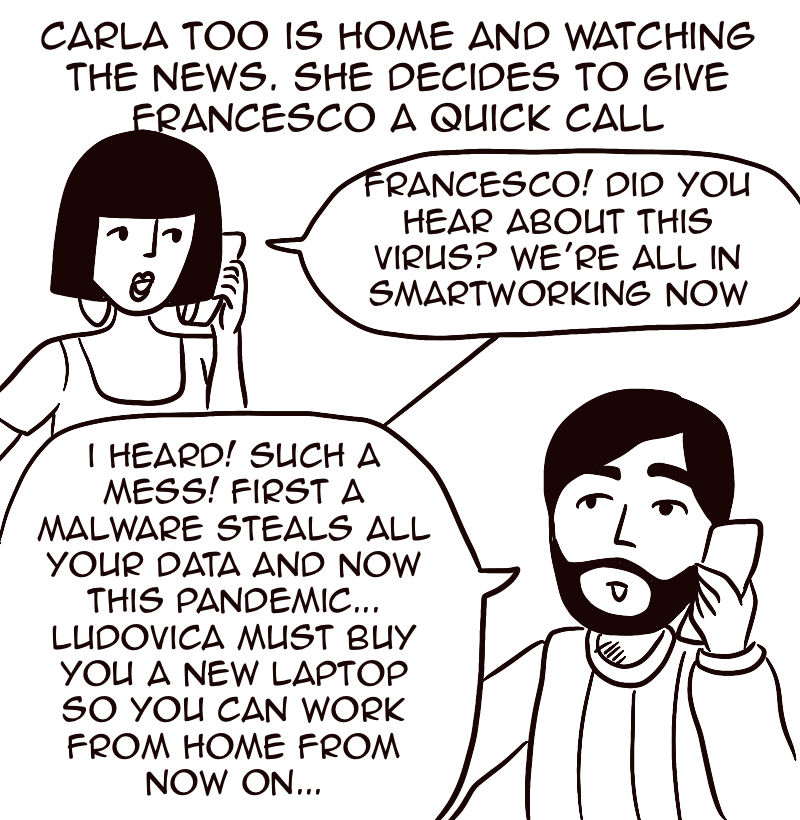 CARLA TOO IS HOME AND WATCHING
THE NEWS. SHE DECIDES TO GIVE
FRANCESCO A QUICK CALL
FRANCESCO! DID YOU
HEAR ABOUT THIS
VIRUS? WE'RE ALL IN
SMARTWORKING NOW
I HEARD! SUCH A
MESS! FIRST A
MALWARE STEALS ALL
YOUR DATA AND NOW
THIS PANDEMIC...
LUDOVICA MUST BUY
YOU A NEW LAPTOP
SO YOU CAN WORK
FROM HOME FROM
NOW ON...